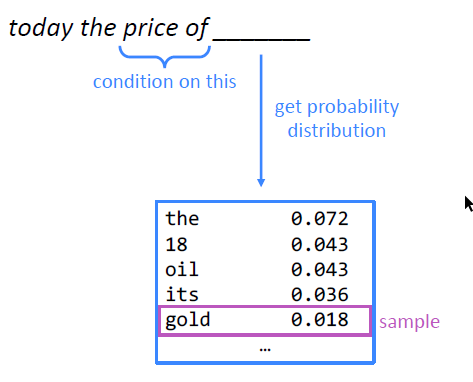 today the price of _______
condition on this
get probability
distribution
the 0.072
18 0.043
oil 0.043
its 0.036
gold 0.018
sample
…